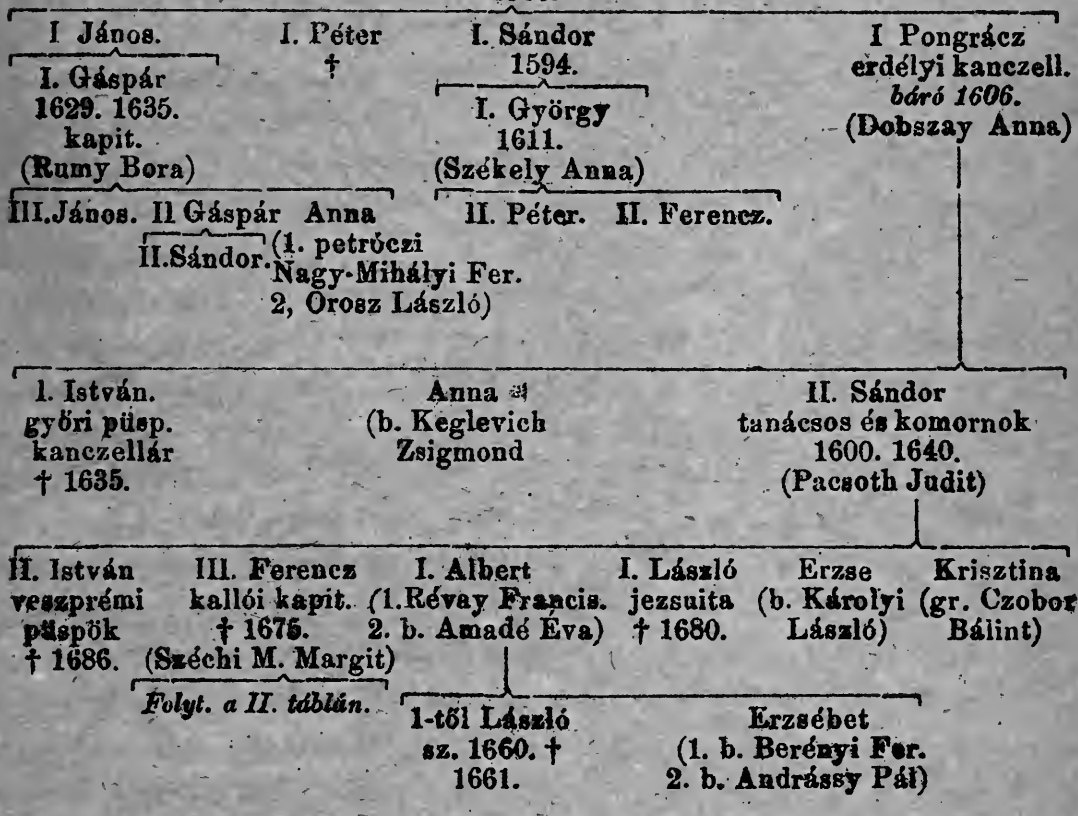 I János. I. Péter I. Sándor I Pongrácz
† 1594. erdélyi kanczell.
I. Gáspár báró 1606.
1629. 1635. I. György (Dobszay Anna)
kapit. 1611.
(Rumy Bora) (Székely Anna)
III. János. II Gáspár Anna II. Péter. II. Ferencz.
II. Sándor. (1. petróczi
Nagy-Mihályi Fer.
2, Orosz László)
I. István. Anna II. Sándor
győri püsp. (b. Keglevich tanácsos és komornok
kanczellár Zsigmond 1600. 1640.
† 1635. (Pacsoth Judit)
II. István III. Ferencz I. Albert I. László Erzse Krisztina
veszprémi kallói kapit. (1. Révay Francis. jezsuita (b. Károlyi (gr. Czobor
püspök † 1675. 2. b. Amadé Éva) † 1680. László) Bálint)
† 1686. (Széchi M. Margit)
Folyt. a II. táblán. 1-től László Erzsébet
sz. 1660. † (1. b. Berényi Fer.
1661. 2. b. Andrássy Pál)